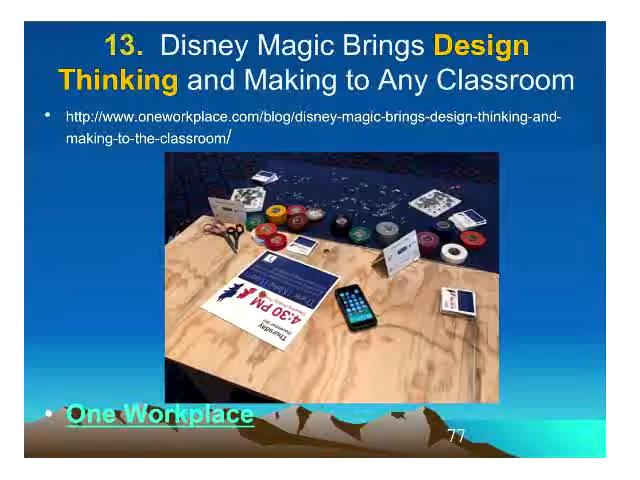 13. Disney Magic Brings Design
Thinking and Making to Any Classroom
• http://www.oneworkplace.com/blog/disney-magic-brings-design-thinking-and-
making-to-the-classroom/
Thursday
4:30 PM
• One Workplace
77